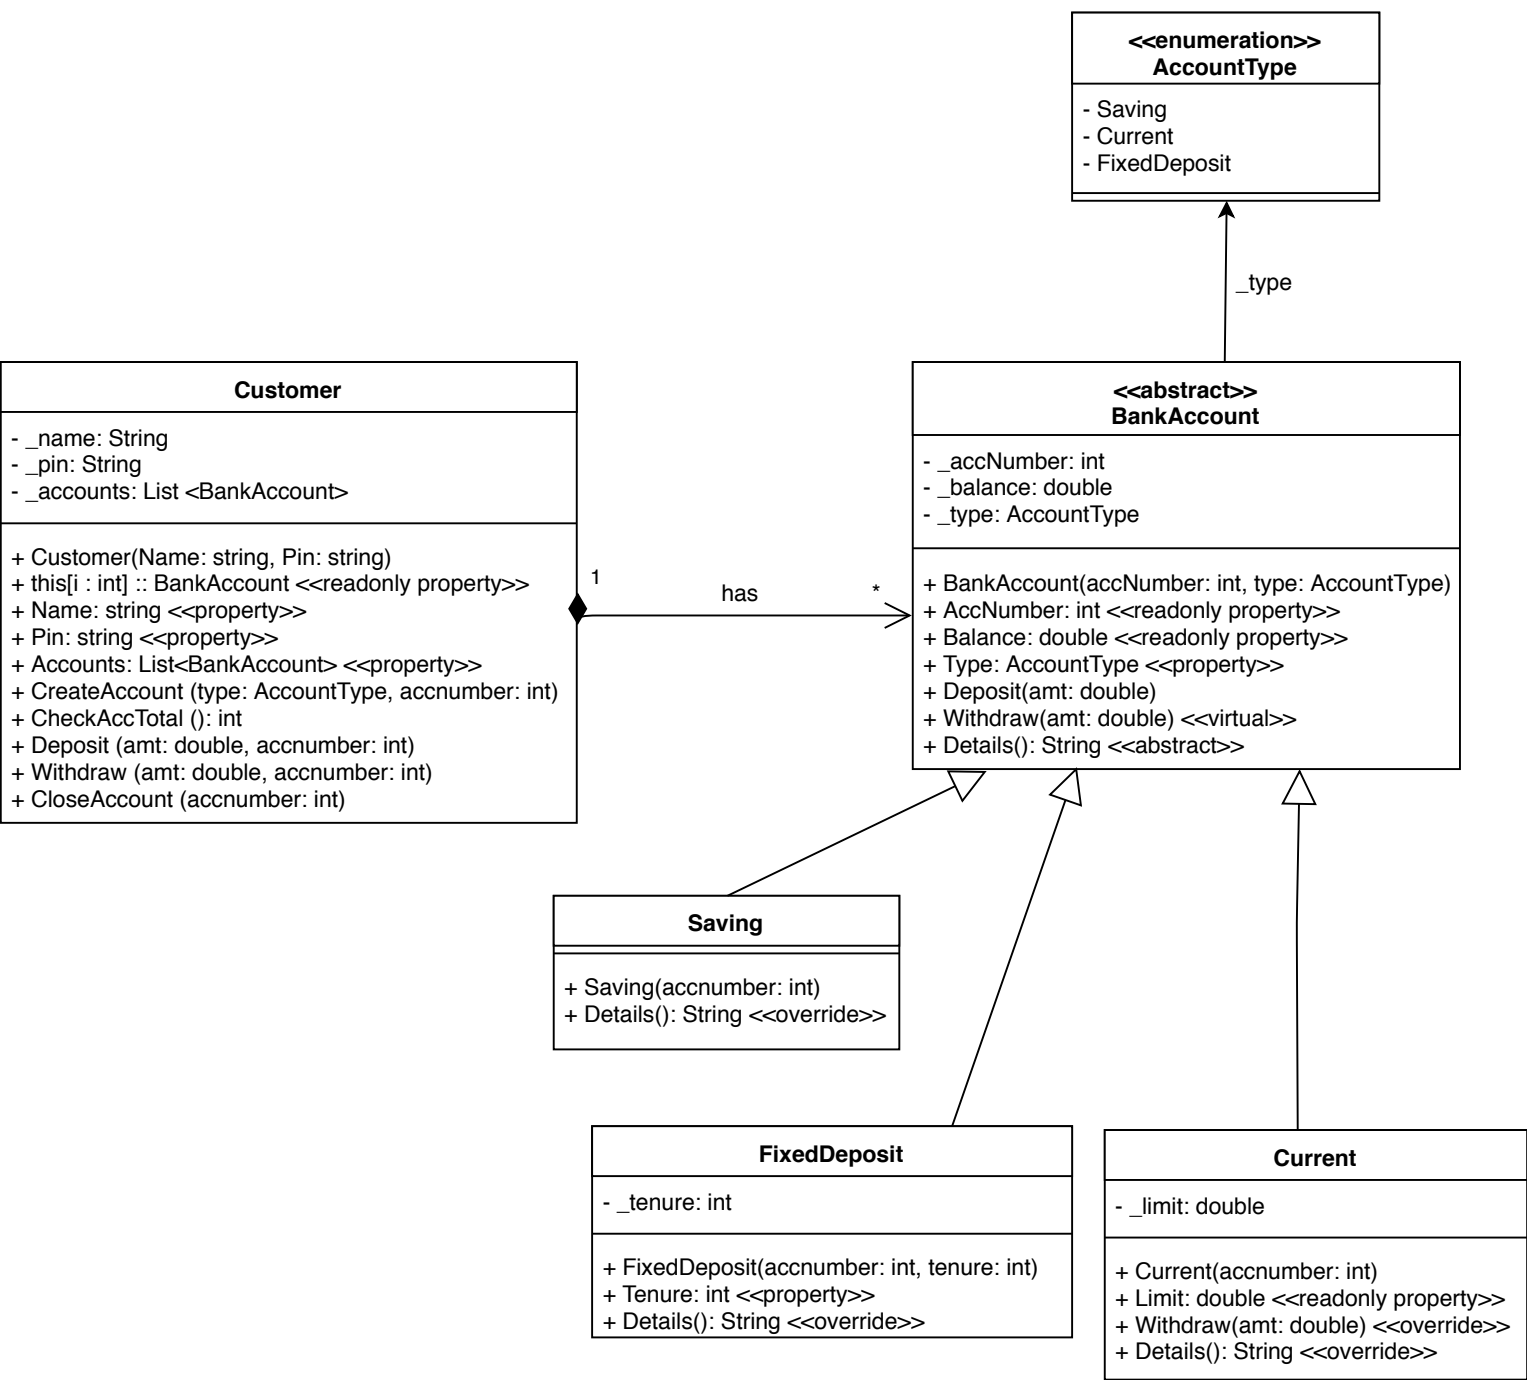 <<enumeration>>
AccountType
- Saving
- Current
- FixedDeposit
_type
Customer
- _name: String
- _pin: String
- _accounts: List <BankAccount>
+ Customer(Name: string, Pin: string)
+ this[i : int] :: BankAccount <<readonly property>>
+ Name: string <<property>>
+ Pin: string <<property>>
+ Accounts: List<BankAccount> <<property>>
+ CreateAccount (type: AccountType, accnumber: int)
+ CheckAccTotal (): int
+ Deposit (amt: double, accnumber: int)
+ Withdraw (amt: double, accnumber: int)
+ CloseAccount (accnumber: int)
1
has
*
<<abstract>>
BankAccount
- _accNumber: int
- _balance: double
- _type: AccountType
+ BankAccount(accNumber: int, type: AccountType)
+ AccNumber: int <<readonly property>>
+ Balance: double <<readonly property>>
+ Type: AccountType <<property>>
+ Deposit(amt: double)
+ Withdraw(amt: double) <<virtual>>
+ Details(): String <<abstract>>
Saving
+ Saving(accnumber: int)
+ Details(): String <<override>>
FixedDeposit
- _tenure: int
+ FixedDeposit(accnumber: int, tenure: int)
+ Tenure: int <<property>>
+ Details(): String <<override>>
Current
- _limit: double
+ Current(accnumber: int)
+ Limit: double <<readonly property>>
+ Withdraw(amt: double) <<override>>
+ Details(): String <<override>>